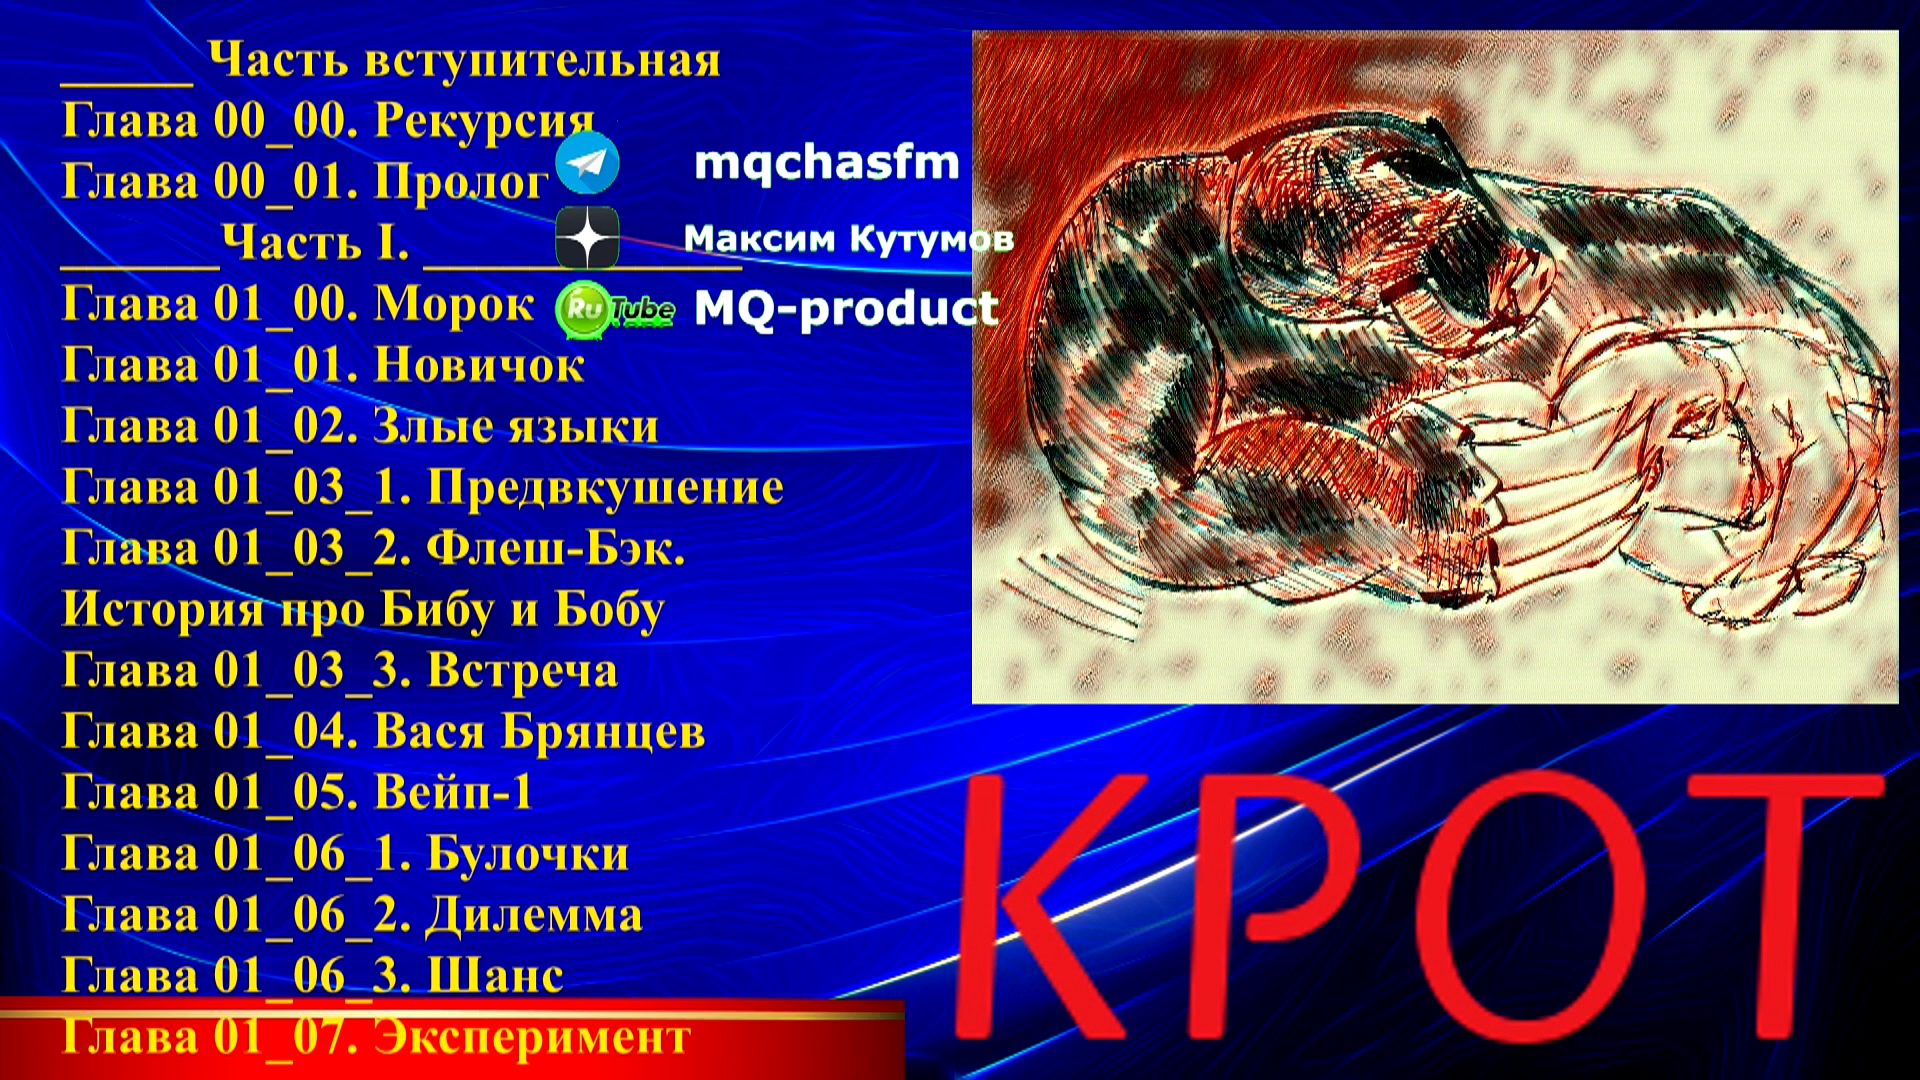 _____ Часть вступительная
Глава 00_00. Рекурсия
Глава 00_01. Пролог
______Часть I. ____________
Глава 01_00. Морок
Глава 01_01. Новичок
Глава 01_02. Злые языки
Глава 01_03_1. Предвкушение
Глава 01_03_2. Флеш-Бэк.
История про Бибу и Бобу
Глава 01_03_3. Встреча
Глава 01_04. Вася Брянцев
Глава 01_05. Вейп-1
Глава 01_06_1. Булочки
Глава 01_06_2. Дилемма
Глава 01_06_3. Шанс
Глава 01_07. Эксперимент
mqchasfm
Максим Кутумов
RuTube MQ-product
КРОТ